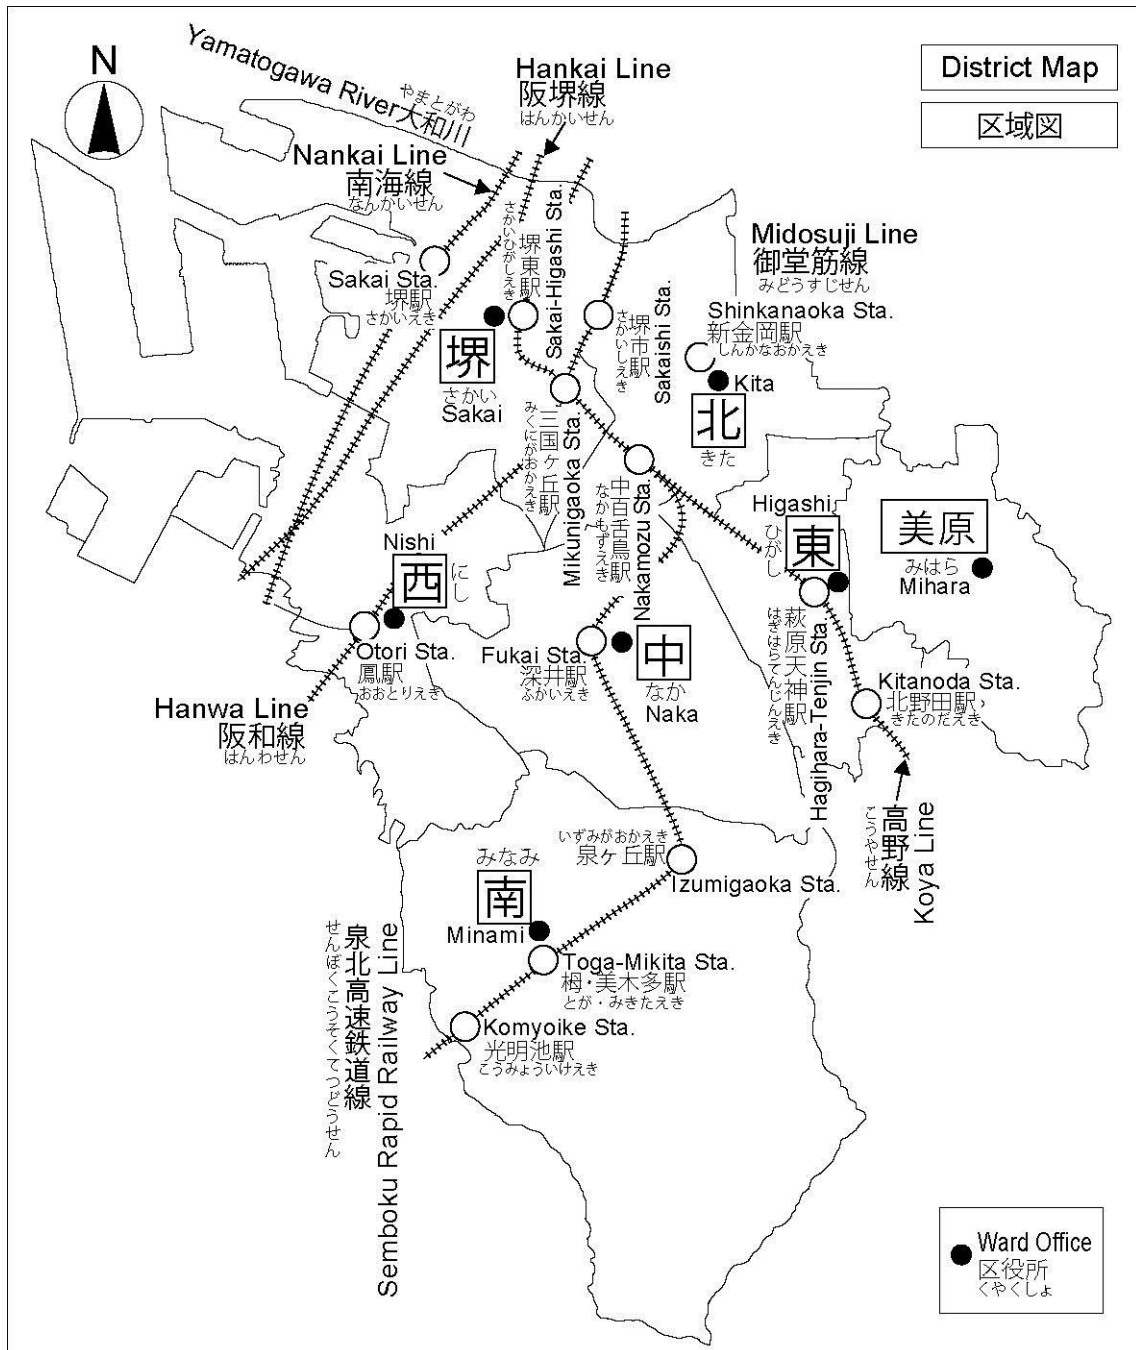 N
Yamatogawa River大和川
やまとがわ
Hankai Line
阪堺線
はんかいせん
District Map
区域図
Nankai Line
南海線
なんかいせん
Sakai Sta.
堺駅
さかいえき
さかいひがしえき
堺東駅
Sakai-Higashi Sta.
さかいしえき
堺市駅
Sakaishi Sta.
Midosuji Line
御堂筋線
みどうすじせん
Shinkanaoka Sta.
新金岡駅
しんかなおかえき
堺
さかい
Sakai
Kita
北
きた
みくにがおかえき
三国ヶ丘駅
Mikunigaoka Sta.
なかもずえき
中百舌鳥駅
Nakamozu Sta.
Higashi
東
ひがし
美原
みはら
Mihara
Nishi
西
にし
Otori Sta.
鳳駅
おおとりえき
Hanwa Line
阪和線
はんわせん
Fukai Sta.
深井駅
ふかいえき
中
なか
Naka
はぎはらてんじんえき
萩原天神駅
Hagihara-Tenjin Sta.
Kitanoda Sta.
北野田駅
きたのだえき
こうやせん
高野線
Koya Line
いずみがおかえき
泉ヶ丘駅
Izumigaoka Sta.
みなみ
南
Minami
Toga-Mikita Sta.
栂・美木多駅
とが・みきたえき
Komyoike Sta.
光明池駅
こうみょういけえき
せんぼくこうそくてつどうせん
泉北高速鉄道線
Semboku Rapid Railway Line
Ward Office
区役所
くやくしょ